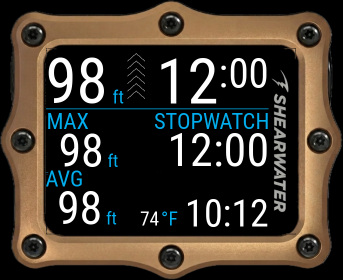 98 ft 12:00
MAX STOPWATCH
98 ft 12:00
AVG
98 ft 74°F 10:12
SHEARWATER